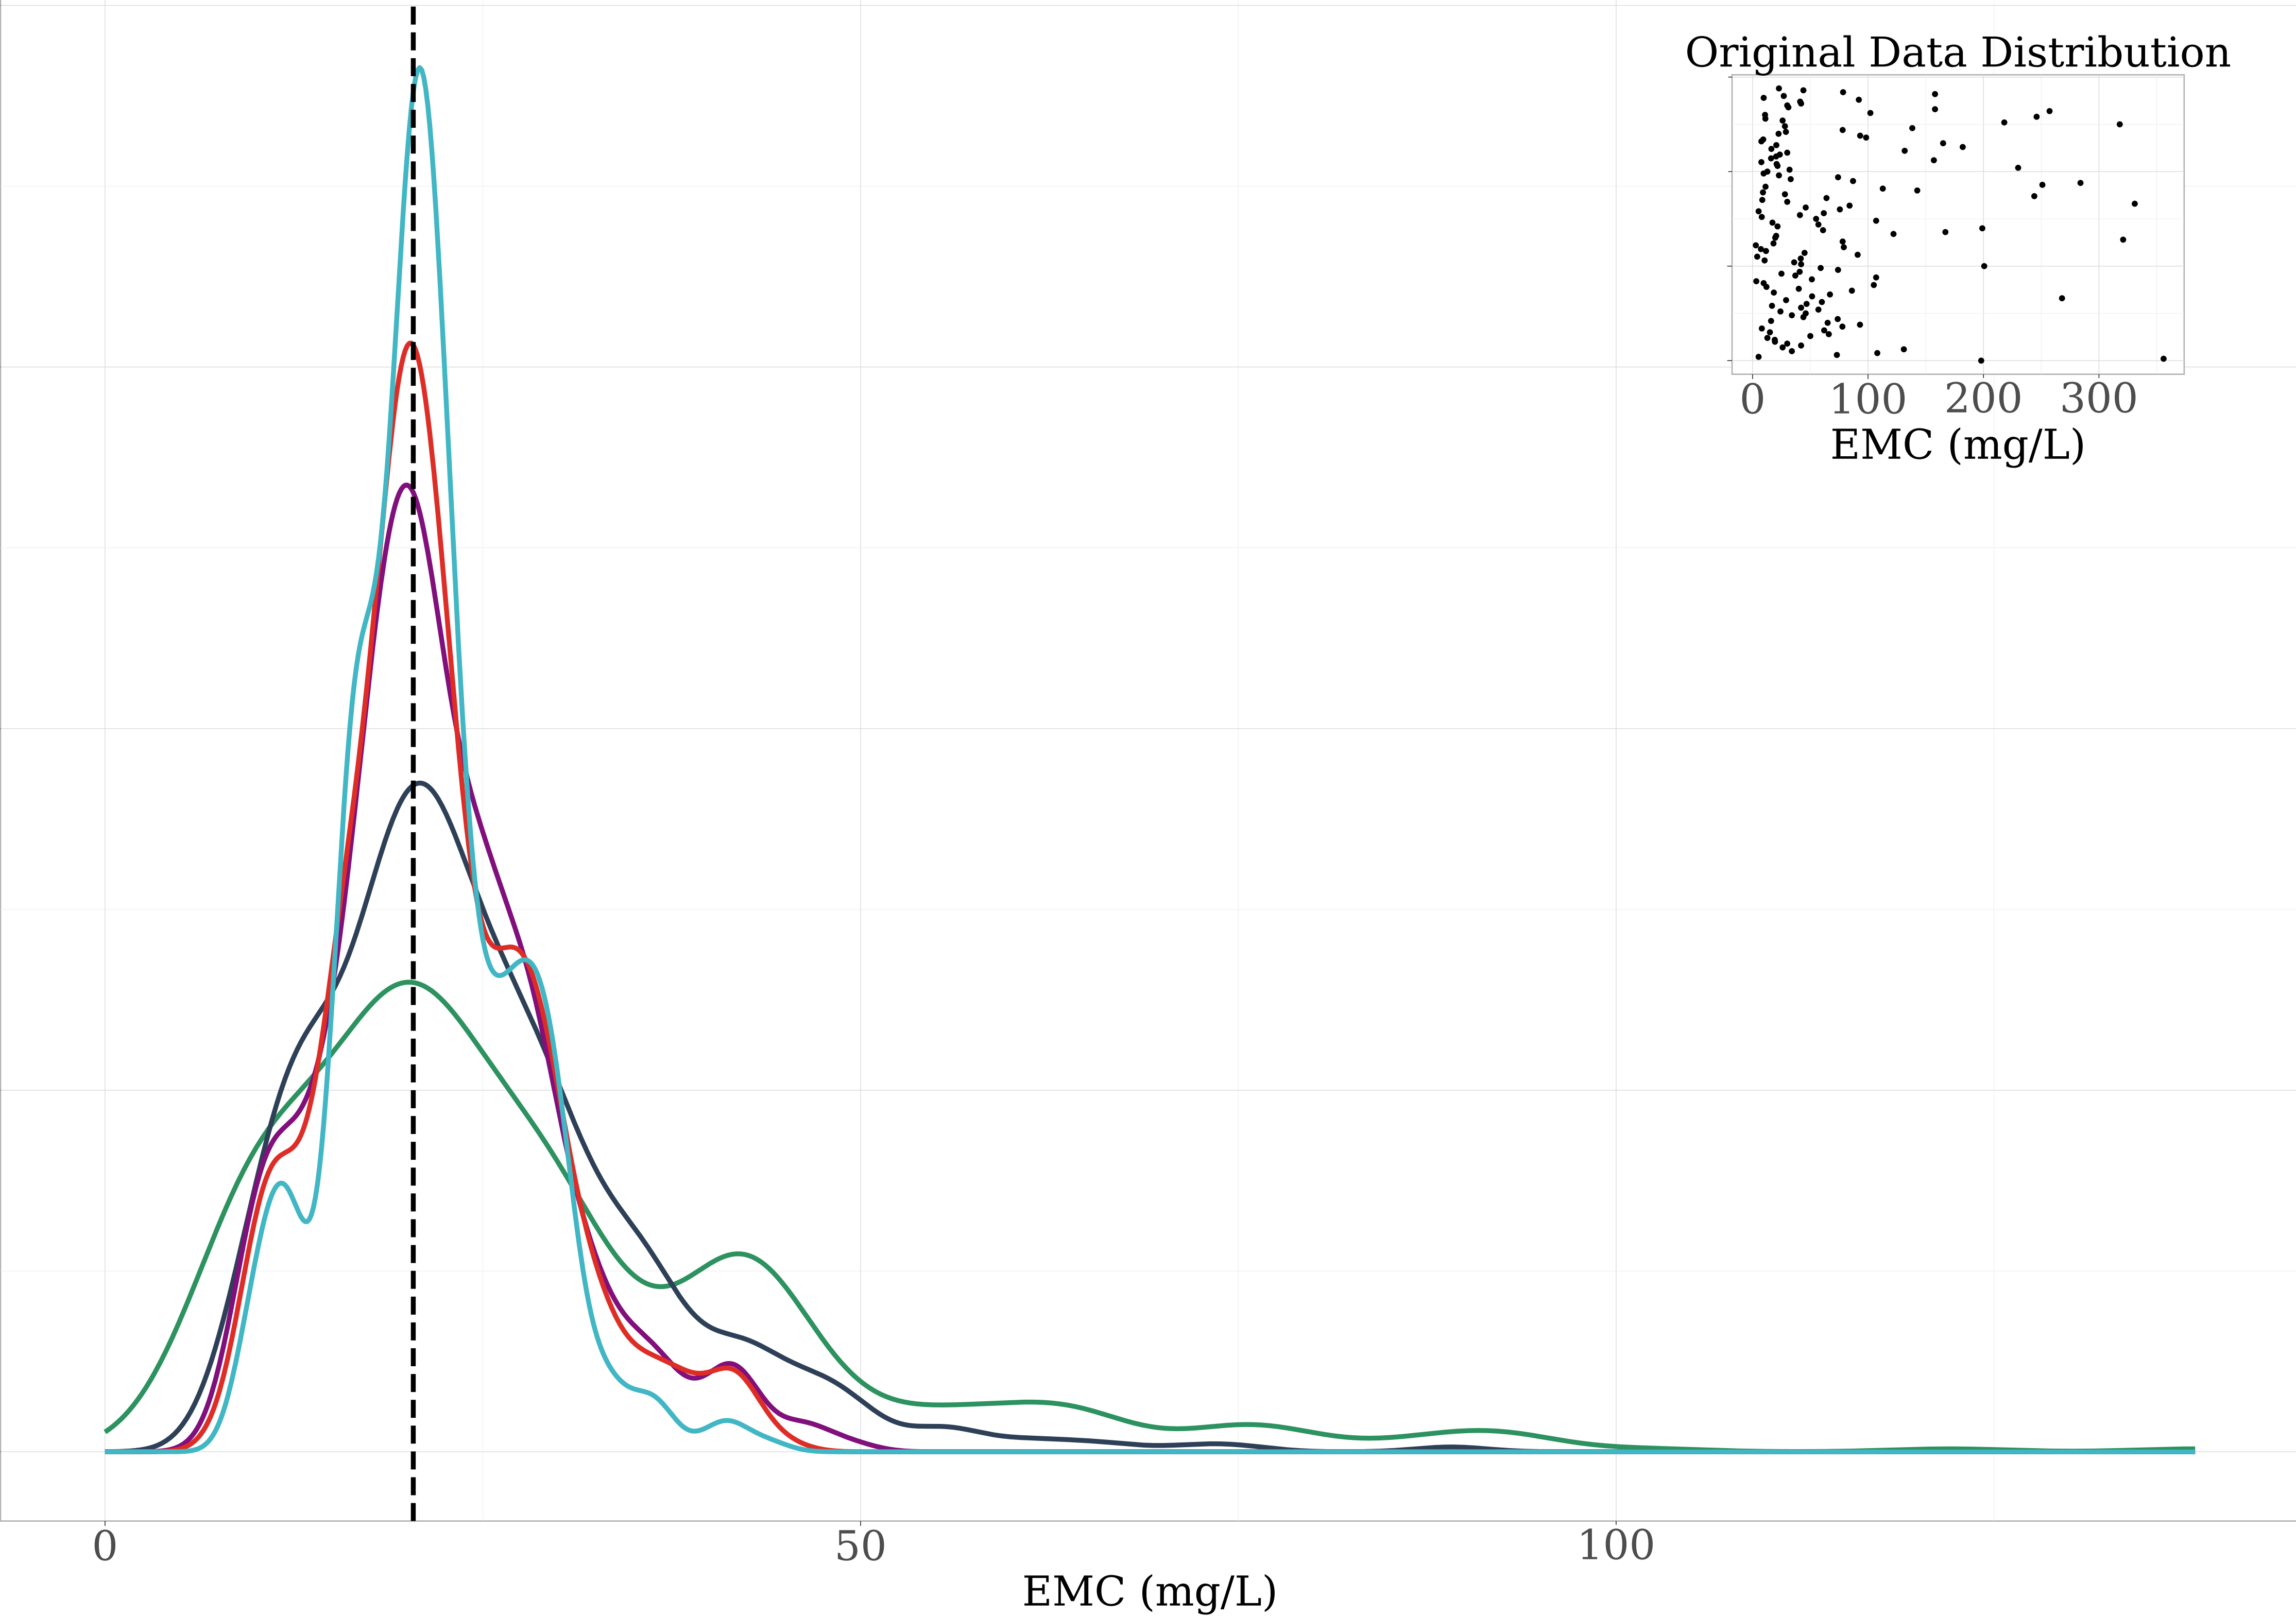 Original Data Distribution
0 100 200 300
EMC (mg/L)
0 50 100
EMC (mg/L)